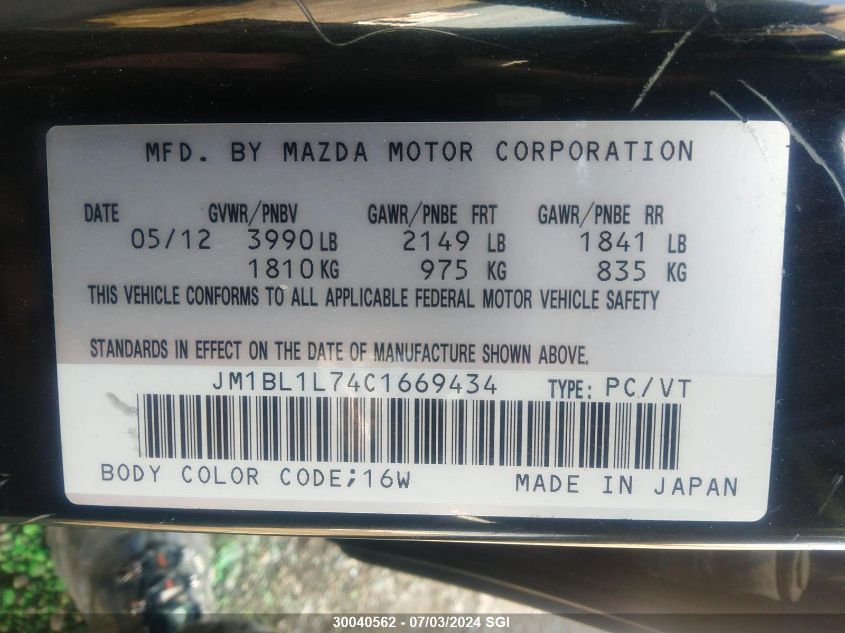 MFD. BY MAZDA MOTOR CORPORATION
DATE GVWR/PNBV GAWR/PNBE FRT GAWR/PNBE RR
05/12 3990 LB 2149 LB 1841 LB
1810 KG 975 KG 835 KG
THIS VEHICLE CONFORMS TO ALL APPLICABLE FEDERAL MOTOR VEHICLE SAFETY
STANDARDS IN EFFECT ON THE DATE OF MANUFACTURE SHOWN ABOVE.
JM1BL1L74C1669434 TYPE: PC/VT
BODY COLOR CODE;16W MADE IN JAPAN
30040562 - 07/03/2024 SGI